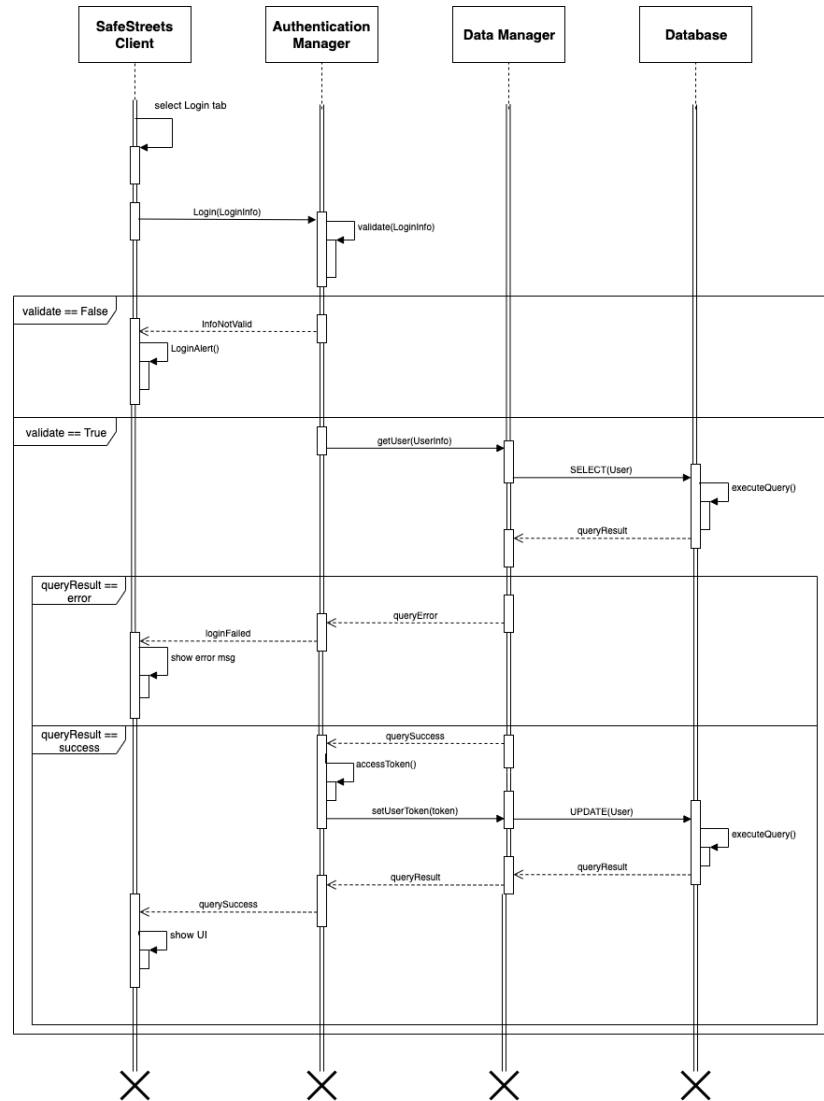 SafeStreets
Client
Authentication
Manager
Data Manager
Database
select Login tab
Login(LoginInfo)
validate(LoginInfo)
validate == False
InfoNotValid
LoginAlert()
validate == True
getUser(UserInfo)
SELECT(User)
executeQuery()
queryResult
queryResult ==
error
queryError
loginFailed
show error msg
queryResult ==
success
querySuccess
accessToken()
setUserToken(token)
UPDATE(User)
executeQuery()
queryResult
queryResult
querySuccess
show UI